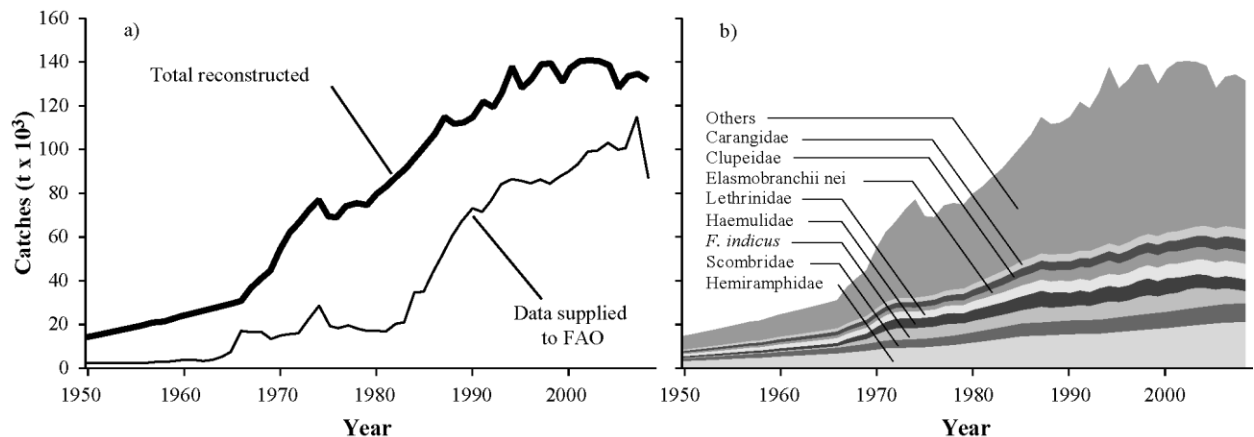 Catches (t x 10³)
160
140
120
100
80
60
40
20
0
a)
Total reconstructed
Data supplied
to FAO
1950 1960 1970 1980 1990 2000
Year
b)
Others
Carangidae
Clupeidae
Elasmobranchii nei
Lethrinidae
Haemulidae
F. indicus
Scombridae
Hemiramphidae
1950 1960 1970 1980 1990 2000
Year